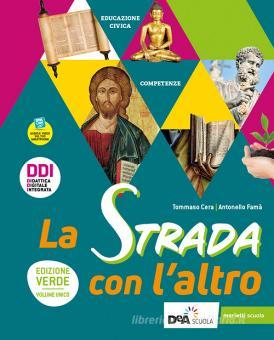 EDUCAZIONE
CIVICA
COMPETENZE
DDI
DIDATTICA
DIGITALE
INTEGRATA
Tommaso Cera | Antonello Famà
La STRADA
con l'altro
EDIZIONE
VERDE
VOLUME UNICO
DeA SCUOLA
marietti scuola